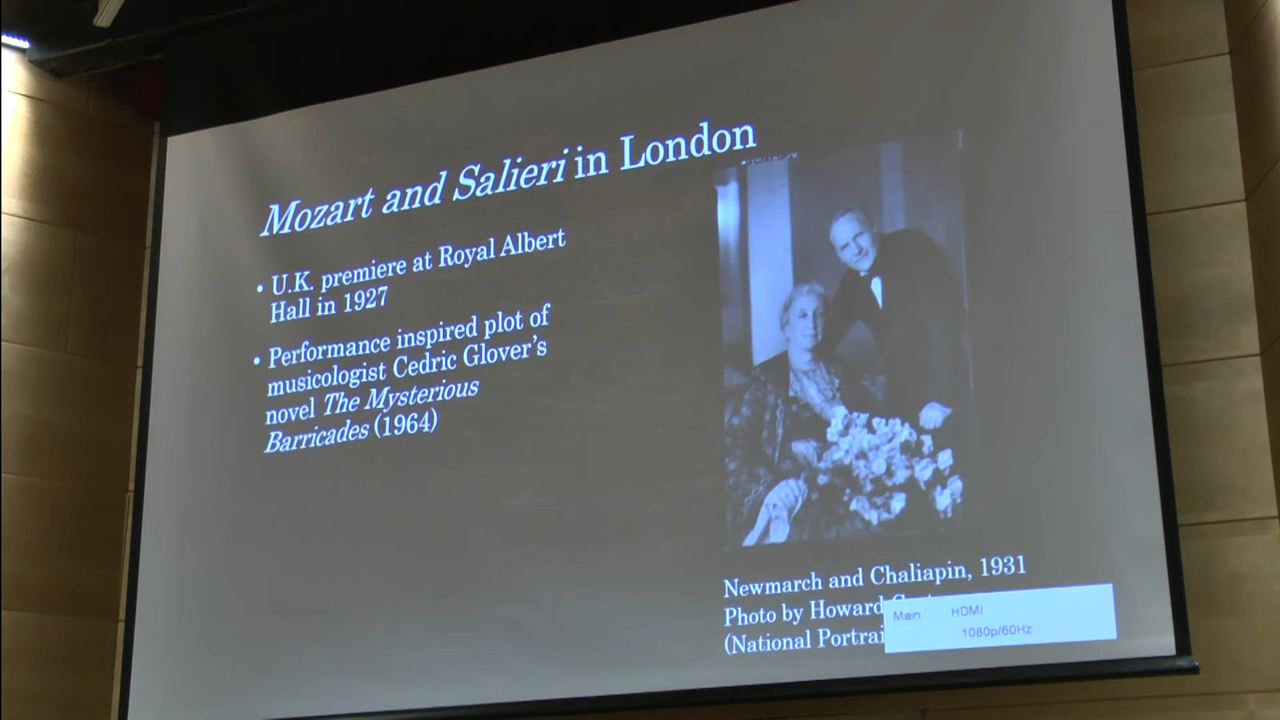 Mozart and Salieri in London
• U.K. premiere at Royal Albert
Hall in 1927
• Performance inspired plot of
musicologist Cedric Glover's
novel The Mysterious
Barricades (1964)
Newmarch and Chaliapin, 1931
Photo by Howard
(National
Main HDMI
1080p/60Hz